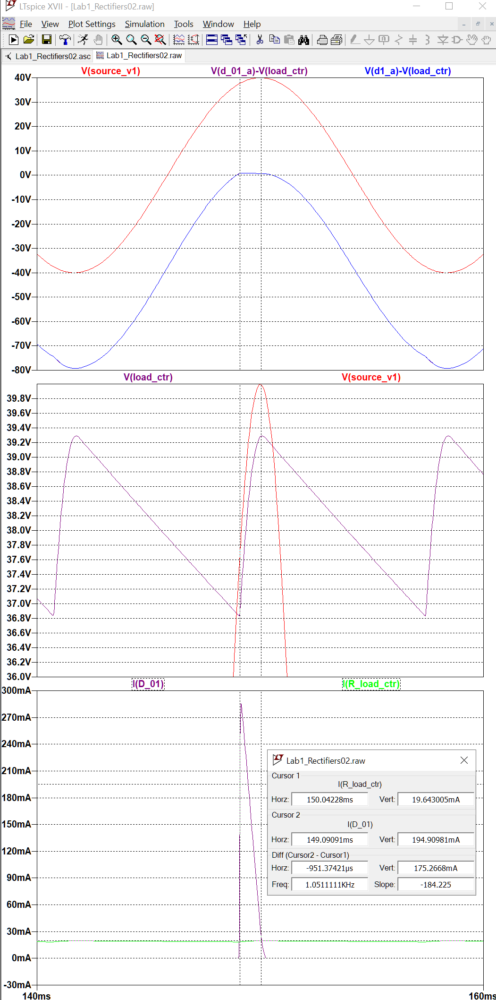 LTspice XVII - [Lab1_Rectifiers02.raw]
File View Plot Settings Simulation Tools Window Help
Lab1_Rectifiers02.asc Lab1_Rectifiers02.raw
V(source_v1) V(d_01_a)-V(load_ctr) V(d1_a)-V(load_ctr)
40V
30V
20V
10V
0V
-10V
-20V
-30V
-40V
-50V
-60V
-70V
-80V
V(load_ctr) V(source_v1)
39.8V
39.6V
39.4V
39.2V
39.0V
38.8V
38.6V
38.4V
38.2V
38.0V
37.8V
37.6V
37.4V
37.2V
37.0V
36.8V
36.6V
36.4V
36.2V
36.0V
I(D_01) I(R_load_ctr)
300mA
270mA
240mA
210mA
180mA
150mA
120mA
90mA
60mA
30mA
0mA
-30mA
140ms 160ms
Lab1_Rectifiers02.raw
Cursor 1
I(R_load_ctr)
Horz: 150.04228ms Vert: 19.643005mA
Cursor 2
I(D_01)
Horz: 149.09091ms Vert: 194.90981mA
Diff (Cursor2 - Cursor1)
Horz: -951.37421µs Vert: 175.2668mA
Freq: 1.0511111KHz Slope: -184.225